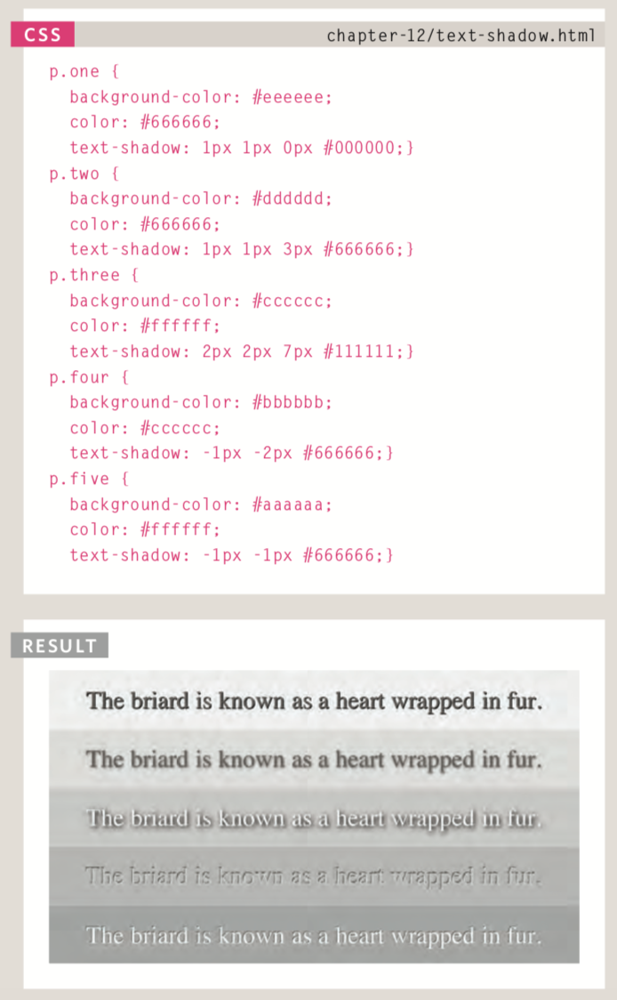 CSS
chapter-12/text-shadow.html
p.one {
background-color: #eeeeee;
color: #666666;
text-shadow: 1px 1px 0px #000000;}
p.two {
background-color: #dddddd;
color: #666666;
text-shadow: 1px 1px 3px #666666;}
p.three {
background-color: #cccccc;
color: #ffffff;
text-shadow: 2px 2px 7px #111111;}
p.four {
background-color: #bbbbbb;
color: #cccccc;
text-shadow: -1px -2px #666666;}
p.five {
background-color: #aaaaaa;
color: #ffffff;
text-shadow: -1px -1px #666666;}
RESULT
The briard is known as a heart wrapped in fur.
The briard is known as a heart wrapped in fur.
The briard is known as a heart wrapped in fur.
The briard is known as a heart wrapped in fur.
The briard is known as a heart wrapped in fur.